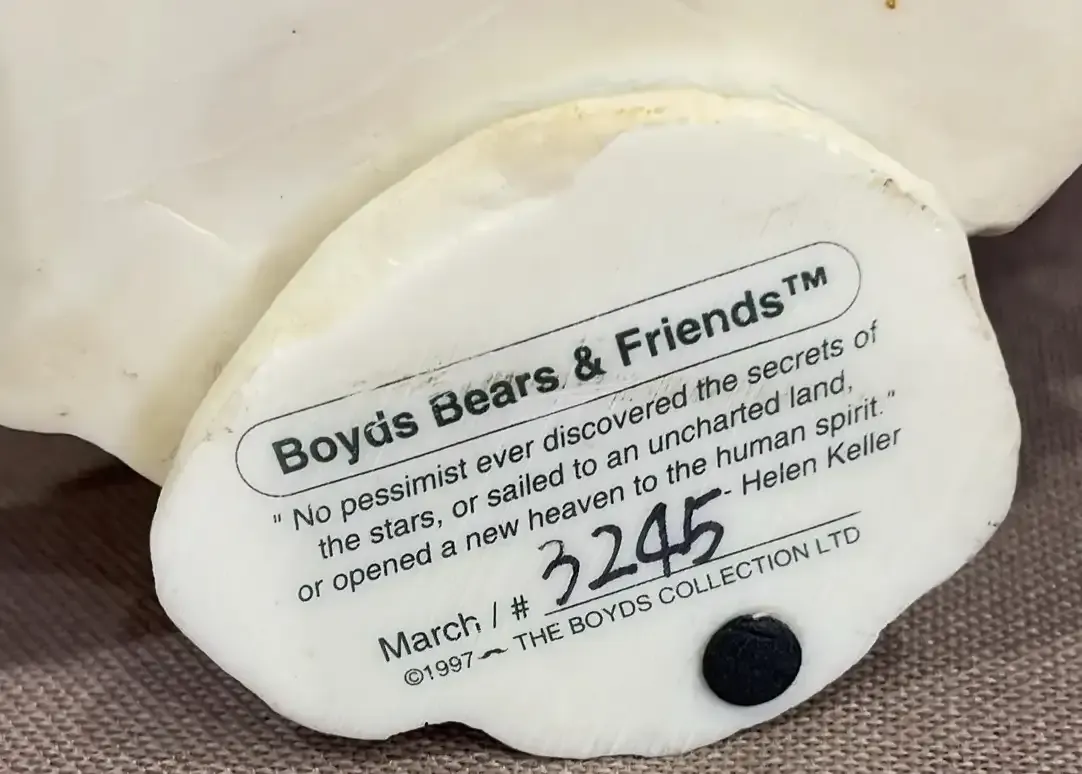 Boyds Bears & Friends™
" No pessimist ever discovered the secrets of
the stars, or sailed to an uncharted land,
or opened a new heaven to the human spirit."
- Helen Keller
March / # 3245
©1997 THE BOYDS COLLECTION LTD